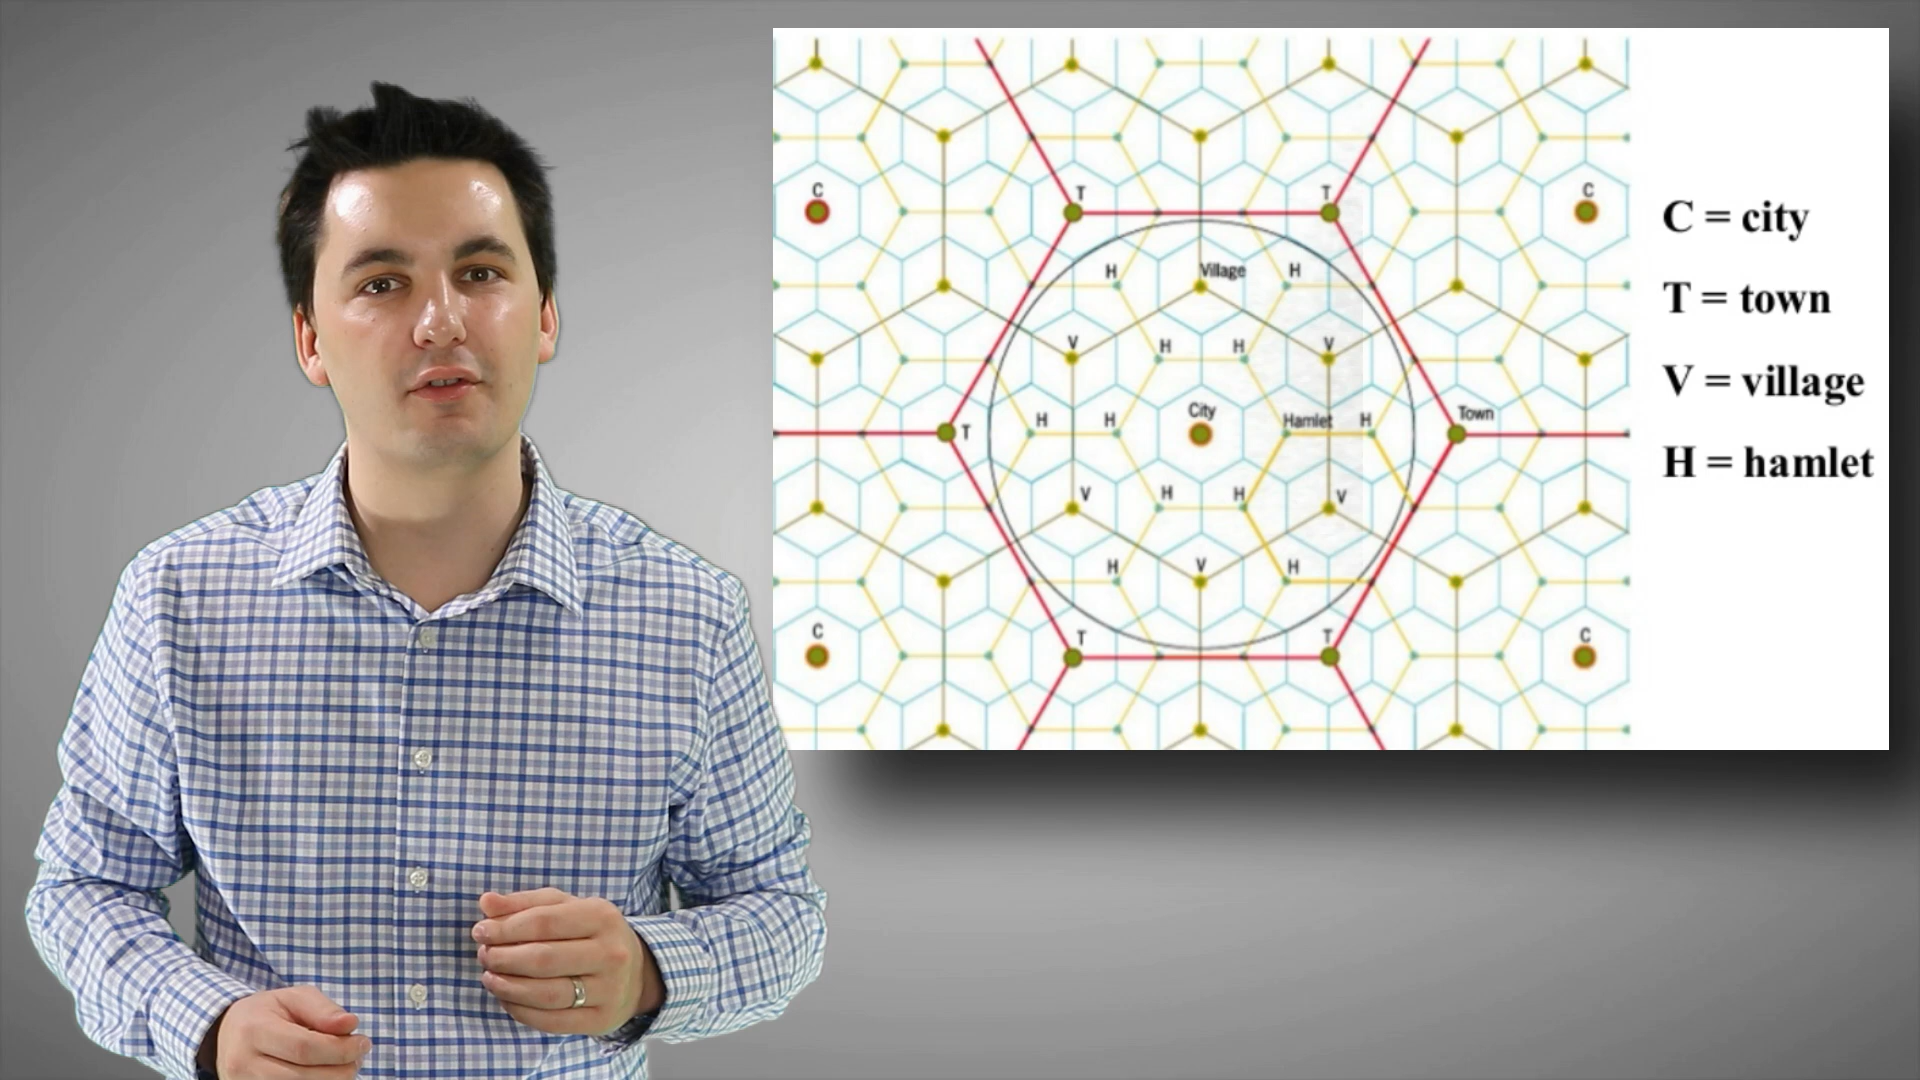 C
T
T
C
H
Village
H
V
H
H
V
City
H
H
Hamlet
H
Town
T
V
H
H
V
H
V
H
C
T
T
C
C = city
T = town
V = village
H = hamlet